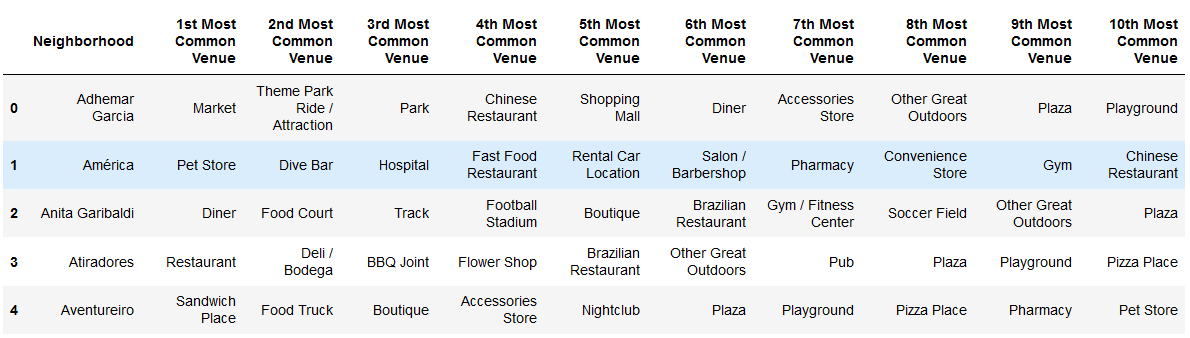 Neighborhood 1st Most Common Venue 2nd Most Common Venue 3rd Most Common Venue 4th Most Common Venue 5th Most Common Venue 6th Most Common Venue 7th Most Common Venue 8th Most Common Venue 9th Most Common Venue 10th Most Common Venue
0 Adhemar Garcia Market Theme Park Ride / Attraction Park Chinese Restaurant Shopping Mall Diner Accessories Store Other Great Outdoors Plaza Playground
1 América Pet Store Dive Bar Hospital Fast Food Restaurant Rental Car Location Salon / Barbershop Pharmacy Convenience Store Gym Chinese Restaurant
2 Anita Garibaldi Diner Food Court Track Football Stadium Boutique Brazilian Restaurant Gym / Fitness Center Soccer Field Other Great Outdoors Plaza
3 Atiradores Restaurant Deli / Bodega BBQ Joint Flower Shop Brazilian Restaurant Other Great Outdoors Pub Plaza Playground Pizza Place
4 Aventureiro Sandwich Place Food Truck Boutique Accessories Store Nightclub Plaza Playground Pizza Place Pharmacy Pet Store